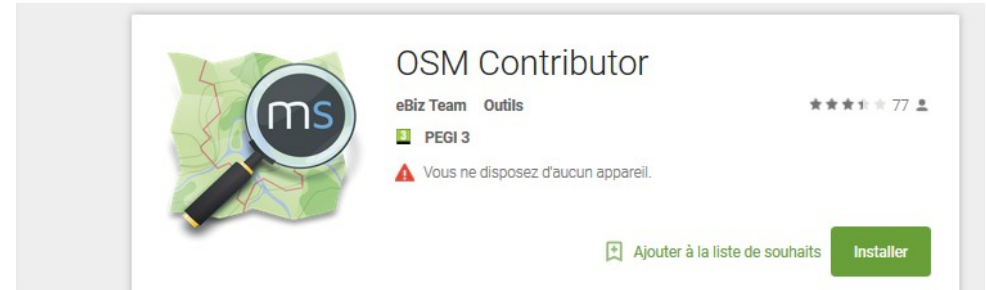 OSM Contributor
eBiz Team Outils
77
3 PEGI 3
Vous ne disposez d'aucun appareil.
Ajouter à la liste de souhaits Installer
ms